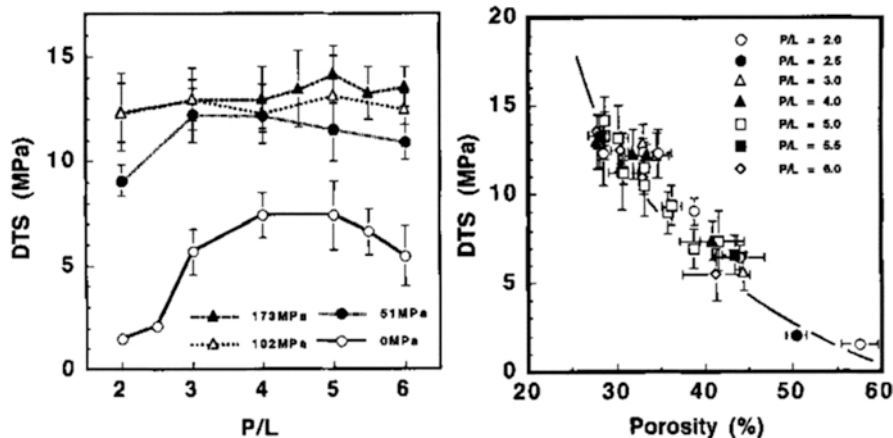 15
10
5
0
DTS (MPa)
2 3 4 5 6
P/L
173MPa
51MPa
102MPa
0MPa
20
15
10
5
0
DTS (MPa)
20 30 40 50 60
Porosity (%)
P/L = 2.0
P/L = 2.5
P/L = 3.0
P/L = 4.0
P/L = 5.0
P/L = 5.5
P/L = 6.0